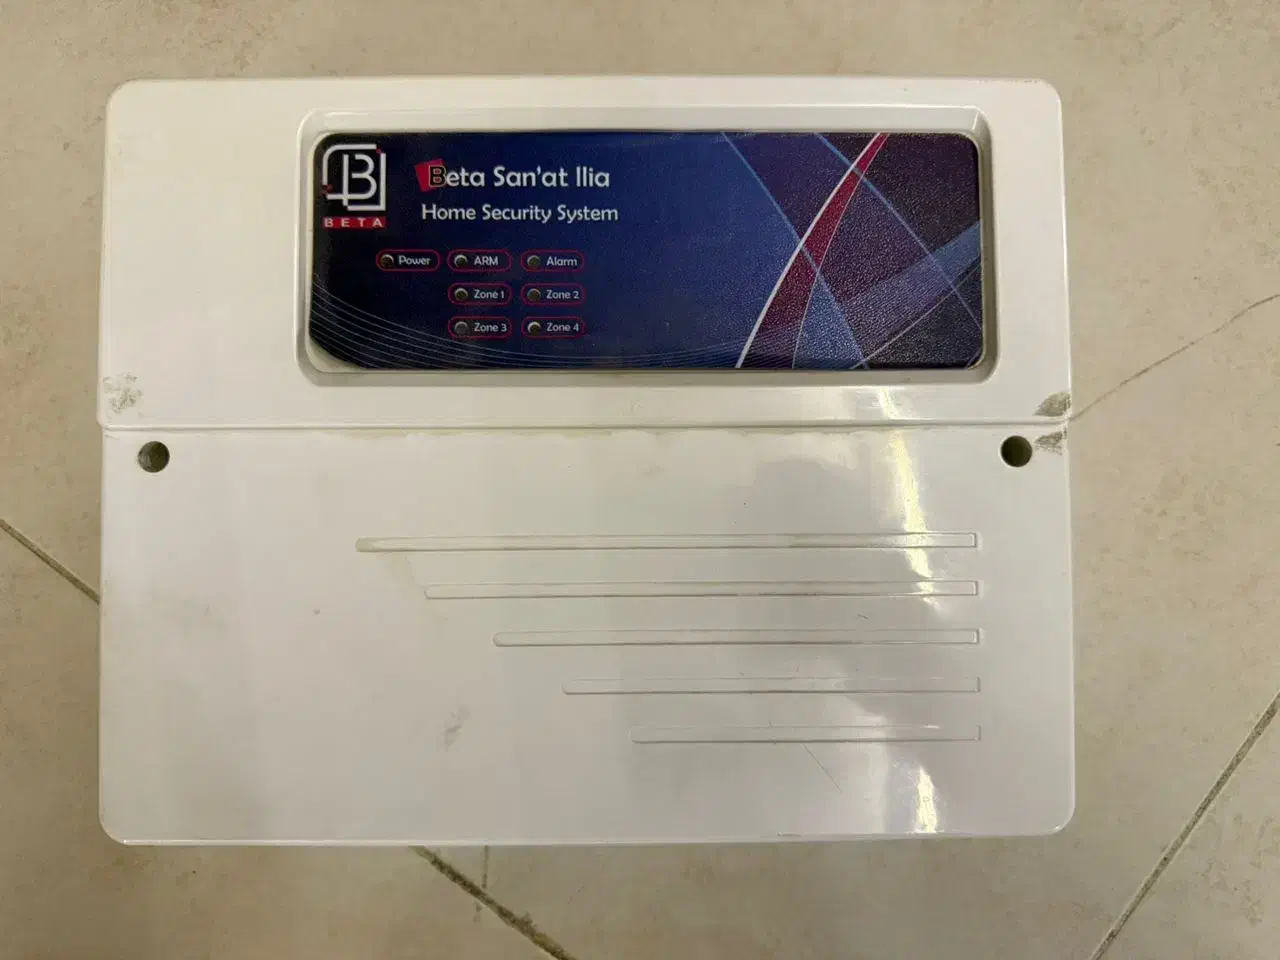 BETA
Beta San'at Ilia
Home Security System
Power ARM Alarm
Zone 1 Zone 2
Zone 3 Zone 4